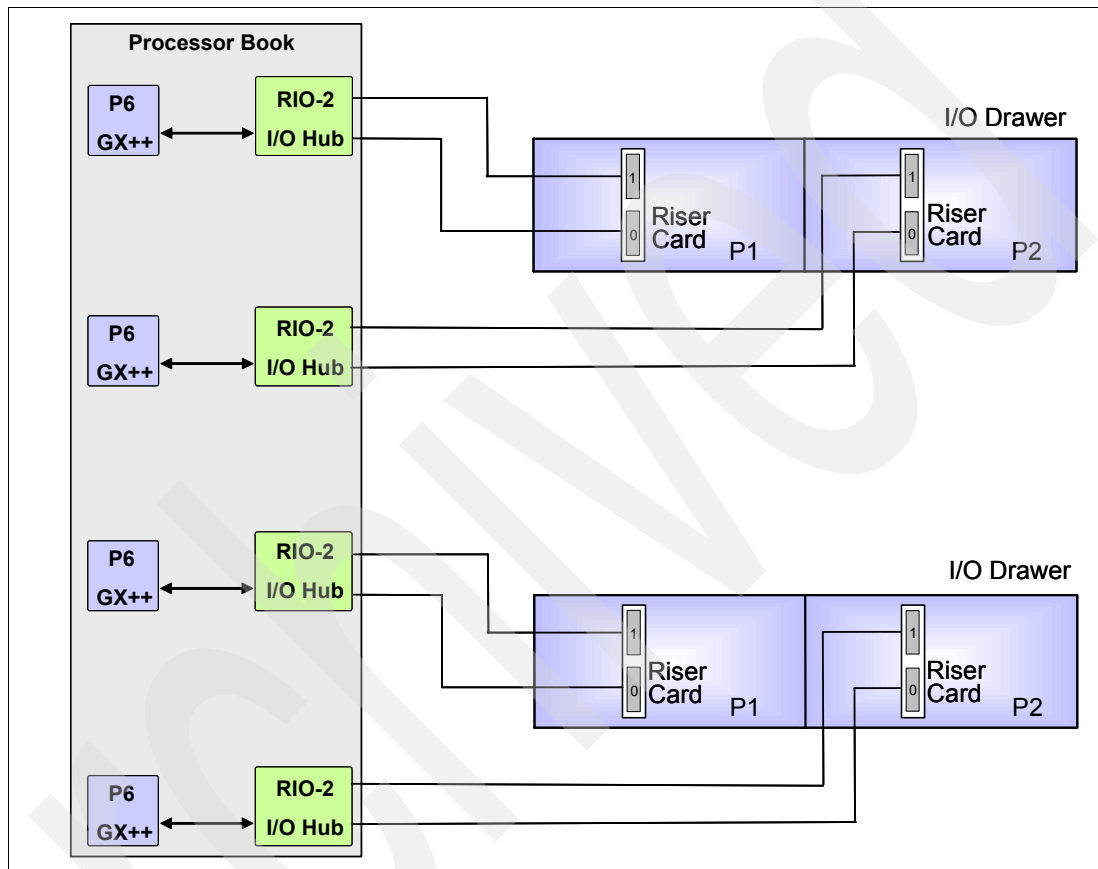 Processor Book
P6
GX++
RIO-2
I/O Hub
I/O Drawer
1
0
Riser
Card
P1
1
0
Riser
Card
P2
P6
GX++
RIO-2
I/O Hub
P6
GX++
RIO-2
I/O Hub
I/O Drawer
1
0
Riser
Card
P1
1
0
Riser
Card
P2
P6
GX++
RIO-2
I/O Hub